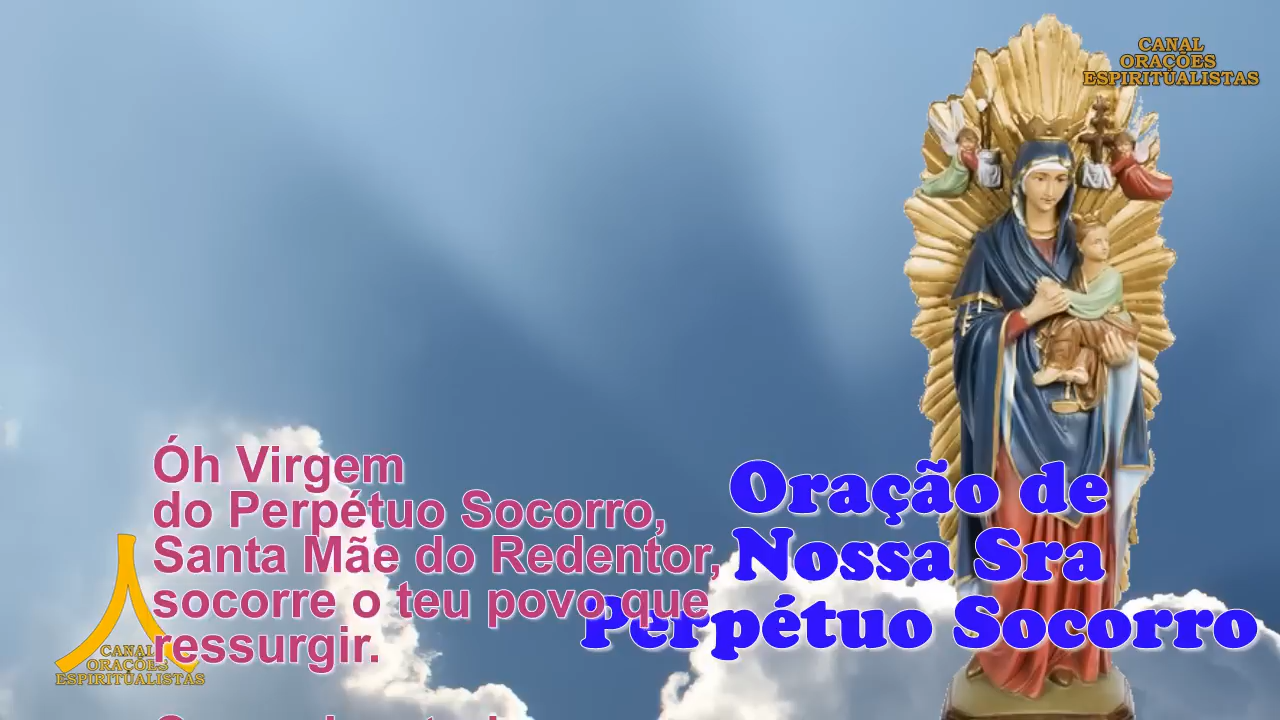 CANAL
ORAÇÕES
ESPIRITUALISTAS
Óh Virgem
do Perpétuo Socorro,
Santa Mãe do Redentor,
socorre o teu povo que
ressurgir.
Oração de
Nossa Sra
Perpétuo Socorro
CANAL
ORAÇÕES
ESPIRITUALISTAS